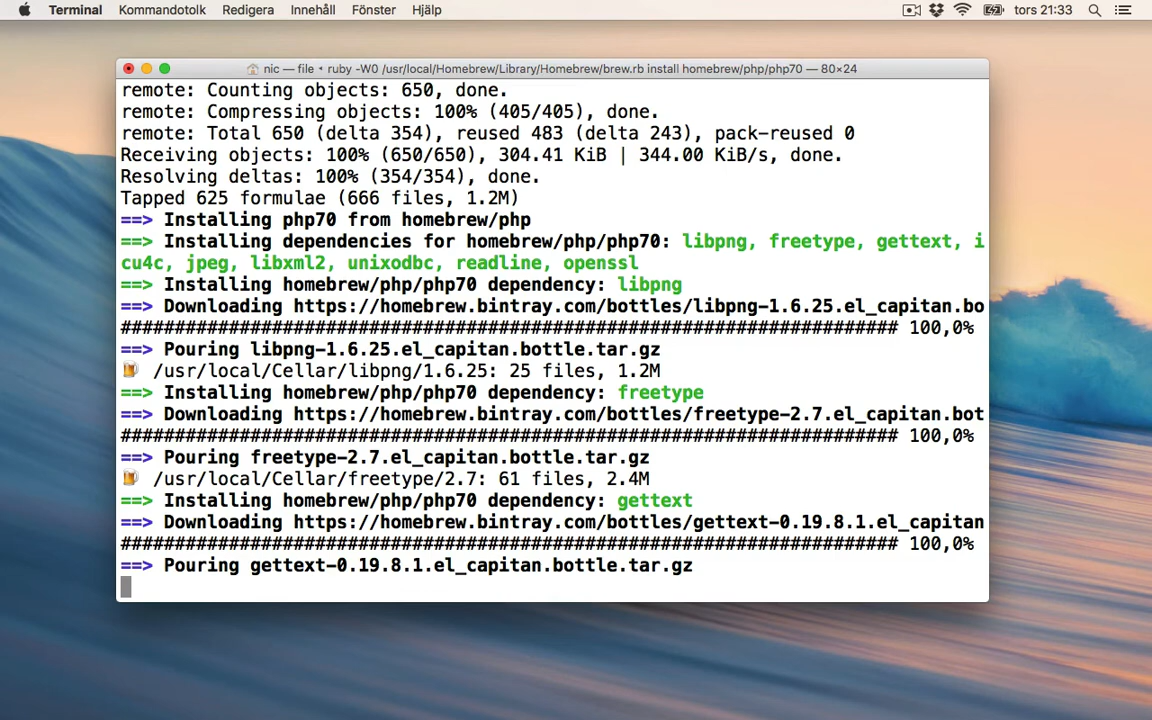 Terminal Kommandotolk Redigera Innehåll Fönster Hjälp tors 21:33
nic — file • ruby -W0 /usr/local/Homebrew/Library/Homebrew/brew.rb install homebrew/php/php70 — 80×24
remote: Counting objects: 650, done.
remote: Compressing objects: 100% (405/405), done.
remote: Total 650 (delta 354), reused 483 (delta 243), pack-reused 0
Receiving objects: 100% (650/650), 304.41 KiB | 344.00 KiB/s, done.
Resolving deltas: 100% (354/354), done.
Tapped 625 formulae (666 files, 1.2M)
==> Installing php70 from homebrew/php
==> Installing dependencies for homebrew/php/php70: libpng, freetype, gettext, i
cu4c, jpeg, libxml2, unixodbc, readline, openssl
==> Installing homebrew/php/php70 dependency: libpng
==> Downloading https://homebrew.bintray.com/bottles/libpng-1.6.25.el_capitan.bo
######################################################################## 100,0%
==> Pouring libpng-1.6.25.el_capitan.bottle.tar.gz
🍺 /usr/local/Cellar/libpng/1.6.25: 25 files, 1.2M
==> Installing homebrew/php/php70 dependency: freetype
==> Downloading https://homebrew.bintray.com/bottles/freetype-2.7.el_capitan.bot
######################################################################## 100,0%
==> Pouring freetype-2.7.el_capitan.bottle.tar.gz
🍺 /usr/local/Cellar/freetype/2.7: 61 files, 2.4M
==> Installing homebrew/php/php70 dependency: gettext
==> Downloading https://homebrew.bintray.com/bottles/gettext-0.19.8.1.el_capitan
######################################################################## 100,0%
==> Pouring gettext-0.19.8.1.el_capitan.bottle.tar.gz